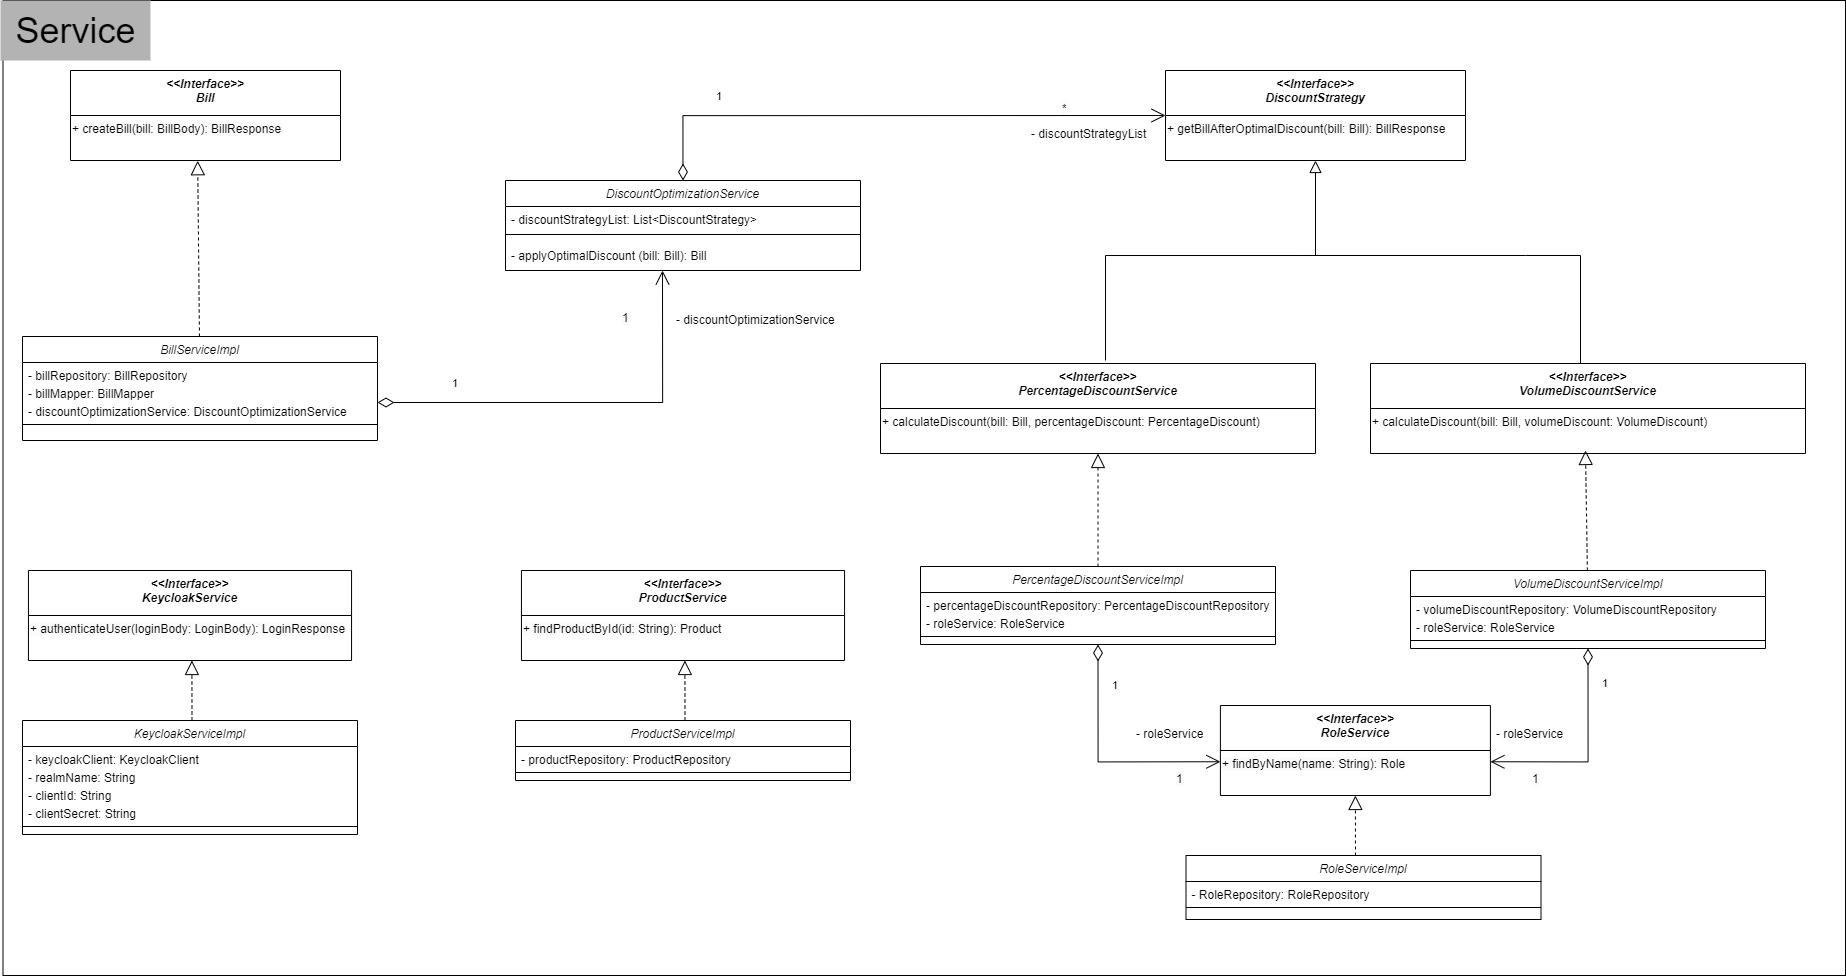 Service
<<Interface>>
Bill
+ createBill(bill: BillBody): BillResponse
1
*
- discountStrategyList
<<Interface>>
DiscountStrategy
+ getBillAfterOptimalDiscount(bill: Bill): BillResponse
DiscountOptimizationService
- discountStrategyList: List<DiscountStrategy>
- applyOptimalDiscount (bill: Bill): Bill
1
- discountOptimizationService
BillServiceImpl
- billRepository: BillRepository
- billMapper: BillMapper
- discountOptimizationService: DiscountOptimizationService
1
<<Interface>>
PercentageDiscountService
+ calculateDiscount(bill: Bill, percentageDiscount: PercentageDiscount)
<<Interface>>
VolumeDiscountService
+ calculateDiscount(bill: Bill, volumeDiscount: VolumeDiscount)
<<Interface>>
KeycloakService
+ authenticateUser(loginBody: LoginBody): LoginResponse
<<Interface>>
ProductService
+ findProductById(id: String): Product
PercentageDiscountServiceImpl
- percentageDiscountRepository: PercentageDiscountRepository
- roleService: RoleService
VolumeDiscountServiceImpl
- volumeDiscountRepository: VolumeDiscountRepository
- roleService: RoleService
KeycloakServiceImpl
- keycloakClient: KeycloakClient
- realmName: String
- clientId: String
- clientSecret: String
ProductServiceImpl
- productRepository: ProductRepository
1
- roleService
1
<<Interface>>
RoleService
+ findByName(name: String): Role
1
- roleService
1
RoleServiceImpl
- RoleRepository: RoleRepository